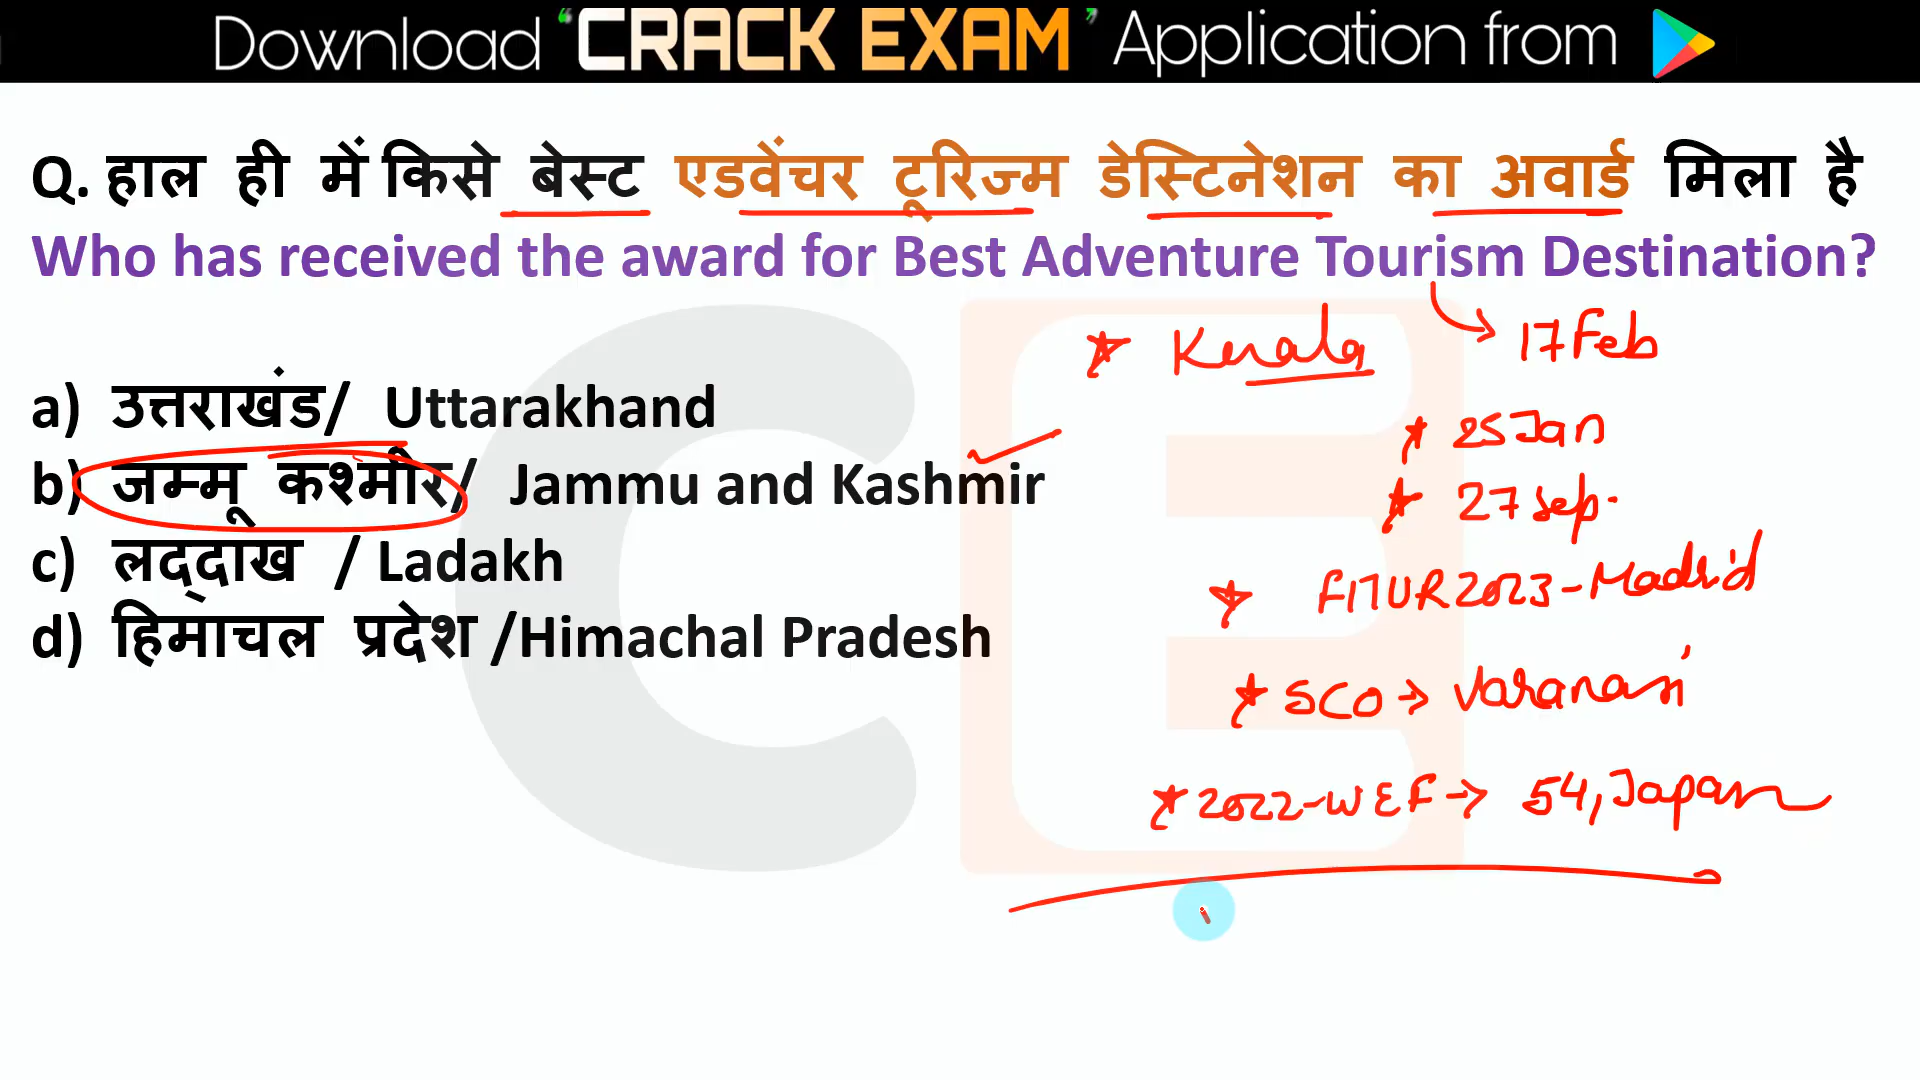 Download ‘CRACK EXAM’ Application from
Q. हाल ही में किसे बेस्ट एडवेंचर टूरिज्म डेस्टिनेशन का अवार्ड मिला है
Who has received the award for Best Adventure Tourism Destination?
a) उत्तराखंड/ Uttarakhand
b) जम्मू कश्मीर/ Jammu and Kashmir
c) लद्दाख / Ladakh
d) हिमाचल प्रदेश /Himachal Pradesh
Kerala
17 Feb
25 Jan
27 Sep.
FITUR 2023-Madrid
SCO → Varanasi
2022-WEF → 54, Japan
CE